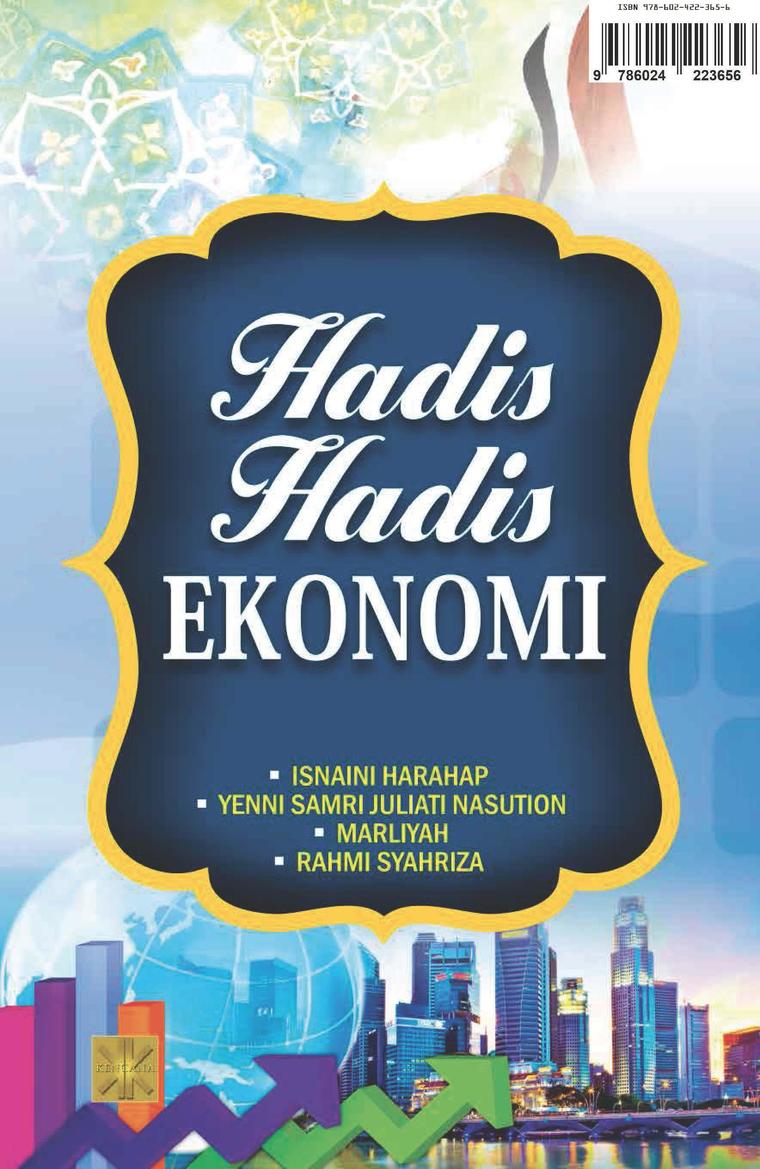 ISBN 978-602-422-365-6
9 786024 223656
Hadis
Hadis
EKONOMI
▪ ISNAINI HARAHAP
▪ YENNI SAMRI JULIATI NASUTION
▪ MARLIYAH
▪ RAHMI SYAHRIZA
KENCANA